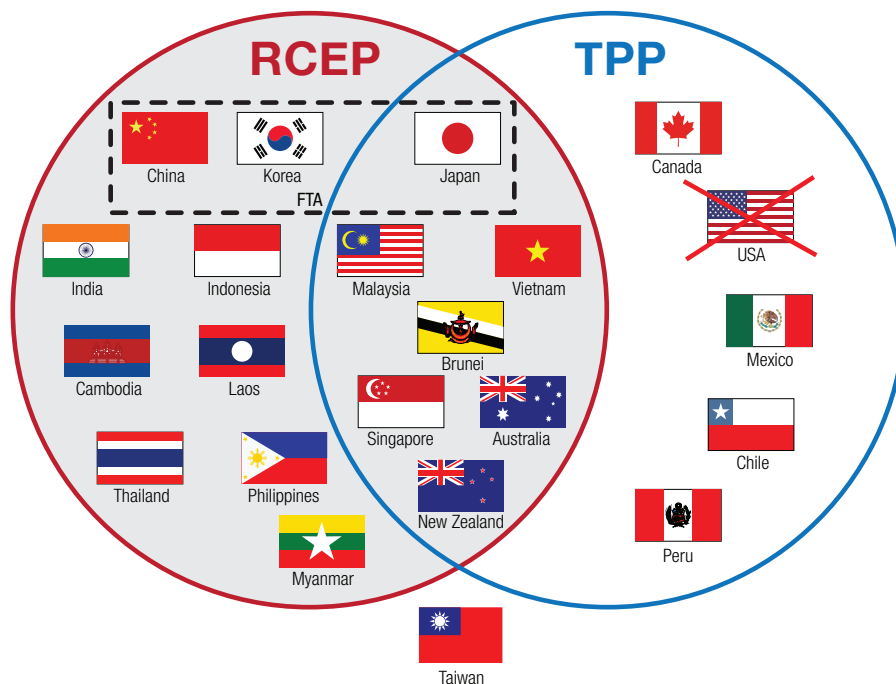 RCEP
TPP
China
Korea
Japan
Canada
FTA
USA
India
Indonesia
Malaysia
Vietnam
Brunei
Mexico
Cambodia
Laos
Singapore
Australia
Chile
Thailand
Philippines
New Zealand
Peru
Myanmar
Taiwan